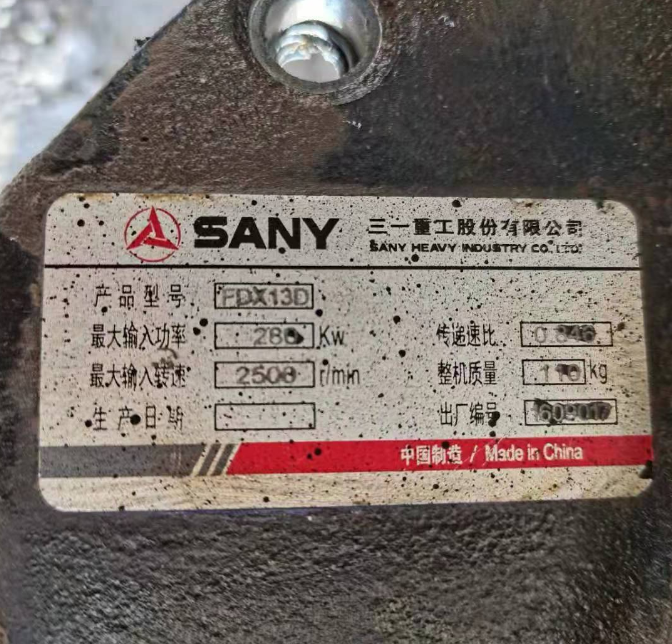 SANY 三一重工股份有限公司
SANY HEAVY INDUSTRY CO., LTD.
产品型号 FDX13D
最大输入功率 Kw 传递速比
最大输入转速 2500 r/min 整机质量 kg
生产日期 出厂编号
中国制造 / Made in China